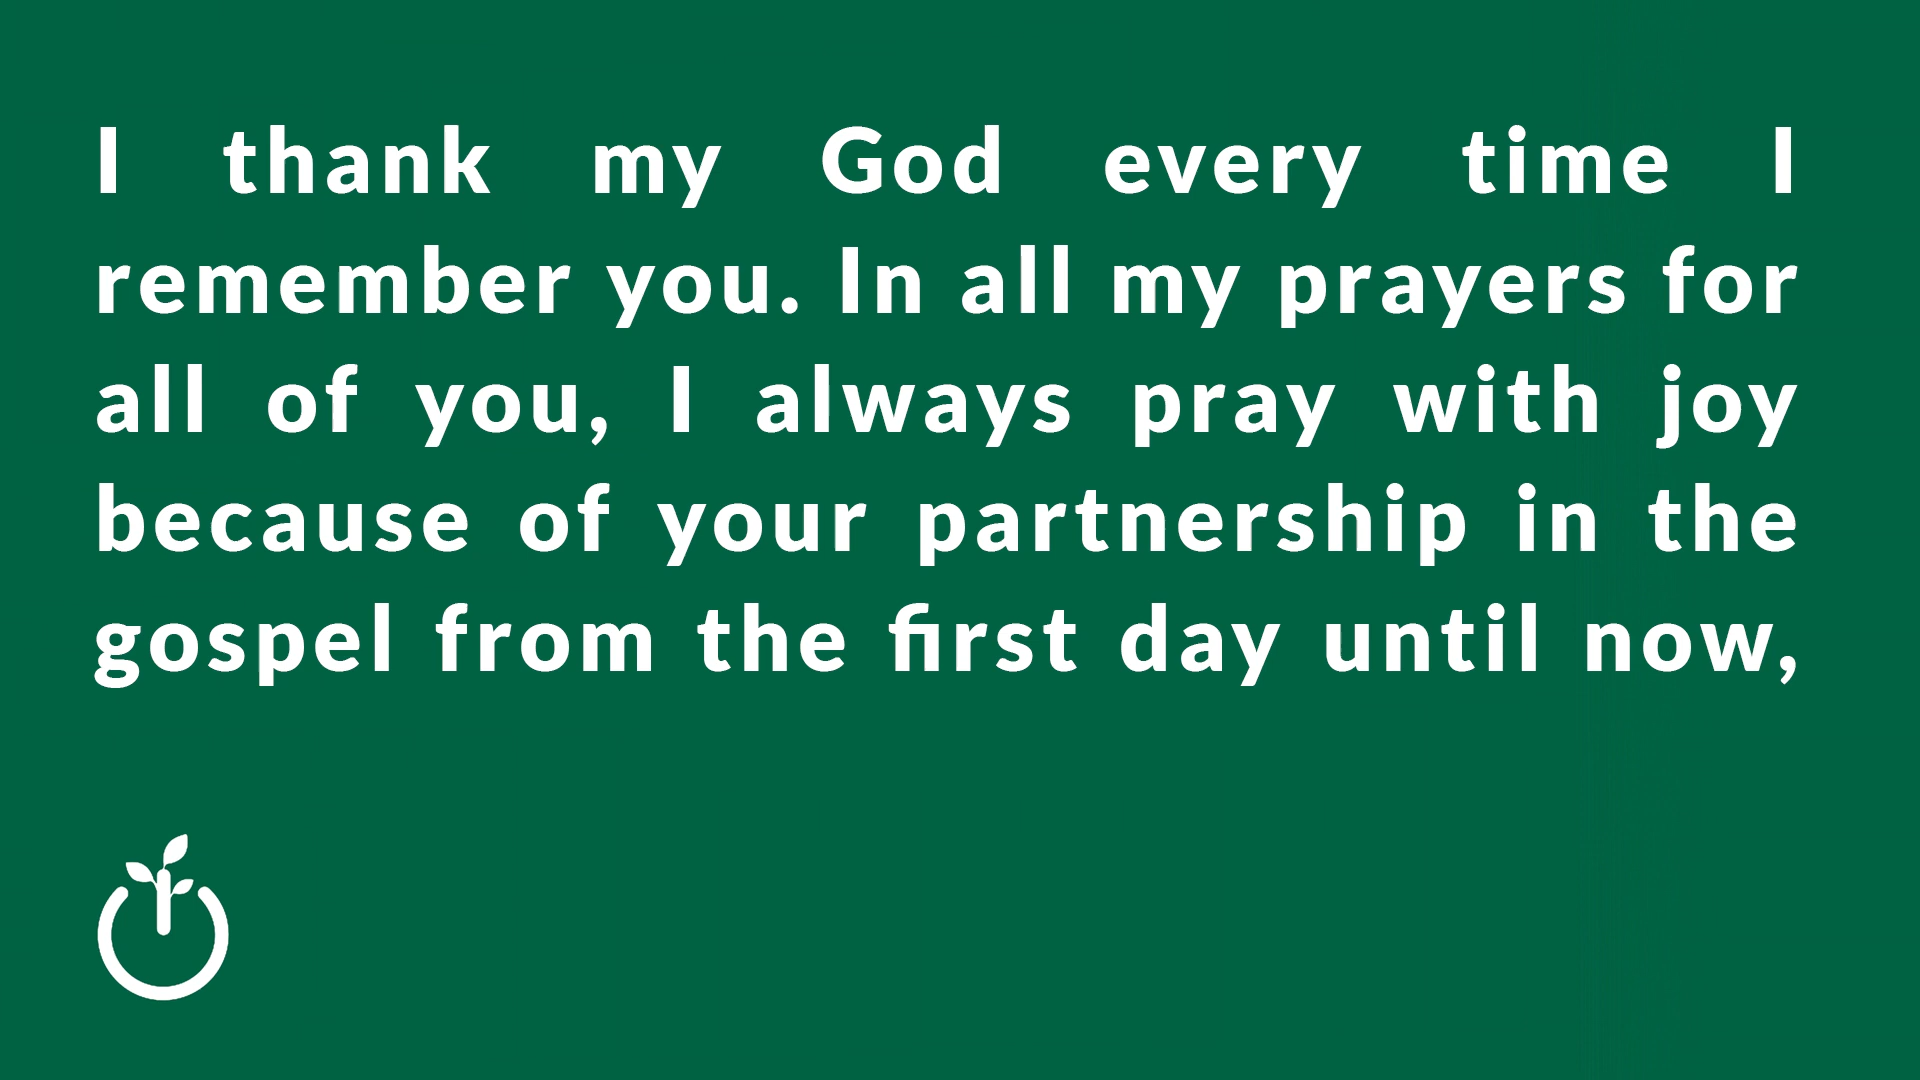 I thank my God every time I
remember you. In all my prayers for
all of you, I always pray with joy
because of your partnership in the
gospel from the first day until now,